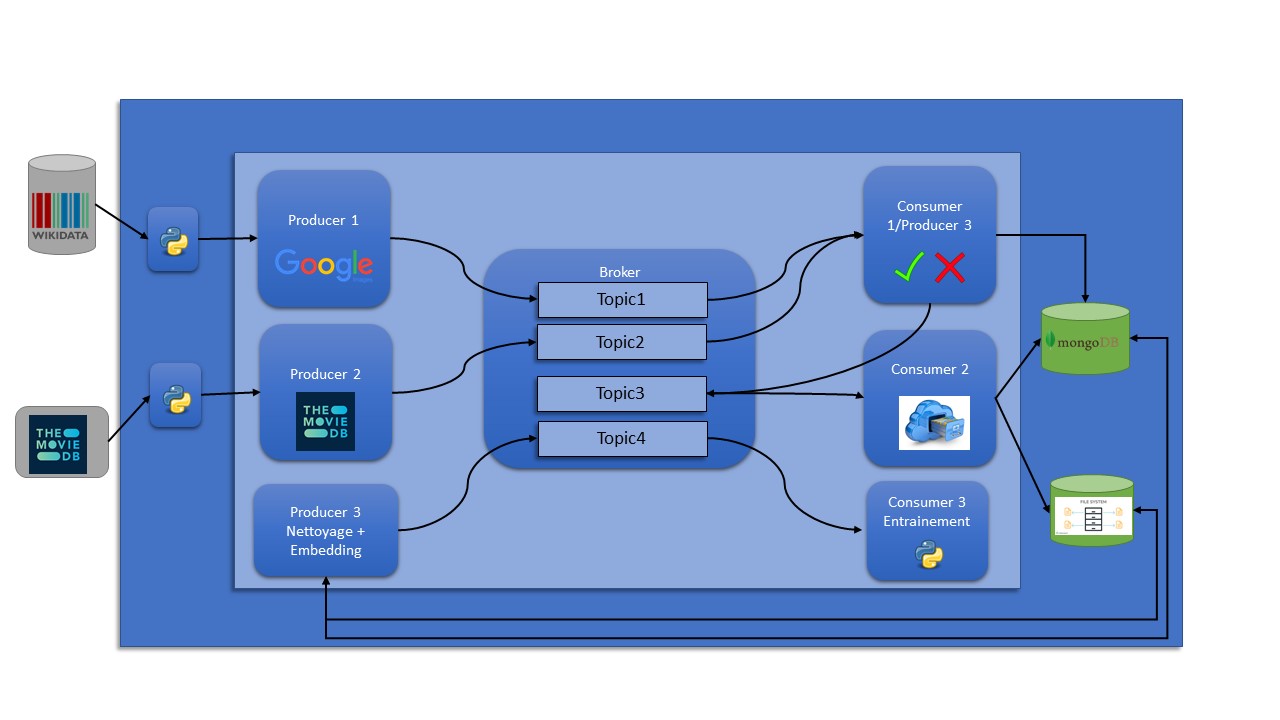 WIKIDATA
THE
MOVIE
DB
Producer 1
Google
images
Producer 2
THE
MOVIE
DB
Producer 3
Nettoyage +
Embedding
Broker
Topic1
Topic2
Topic3
Topic4
Consumer
1/Producer 3
Consumer 2
Consumer 3
Entrainement
mongoDB
FILE SYSTEM